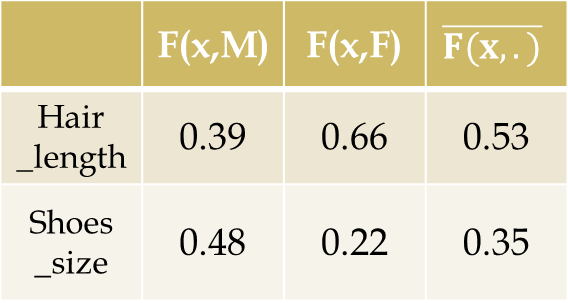 F(x,M) F(x,F) F(x,.)
Hair
_length 0.39 0.66 0.53
Shoes
_size 0.48 0.22 0.35